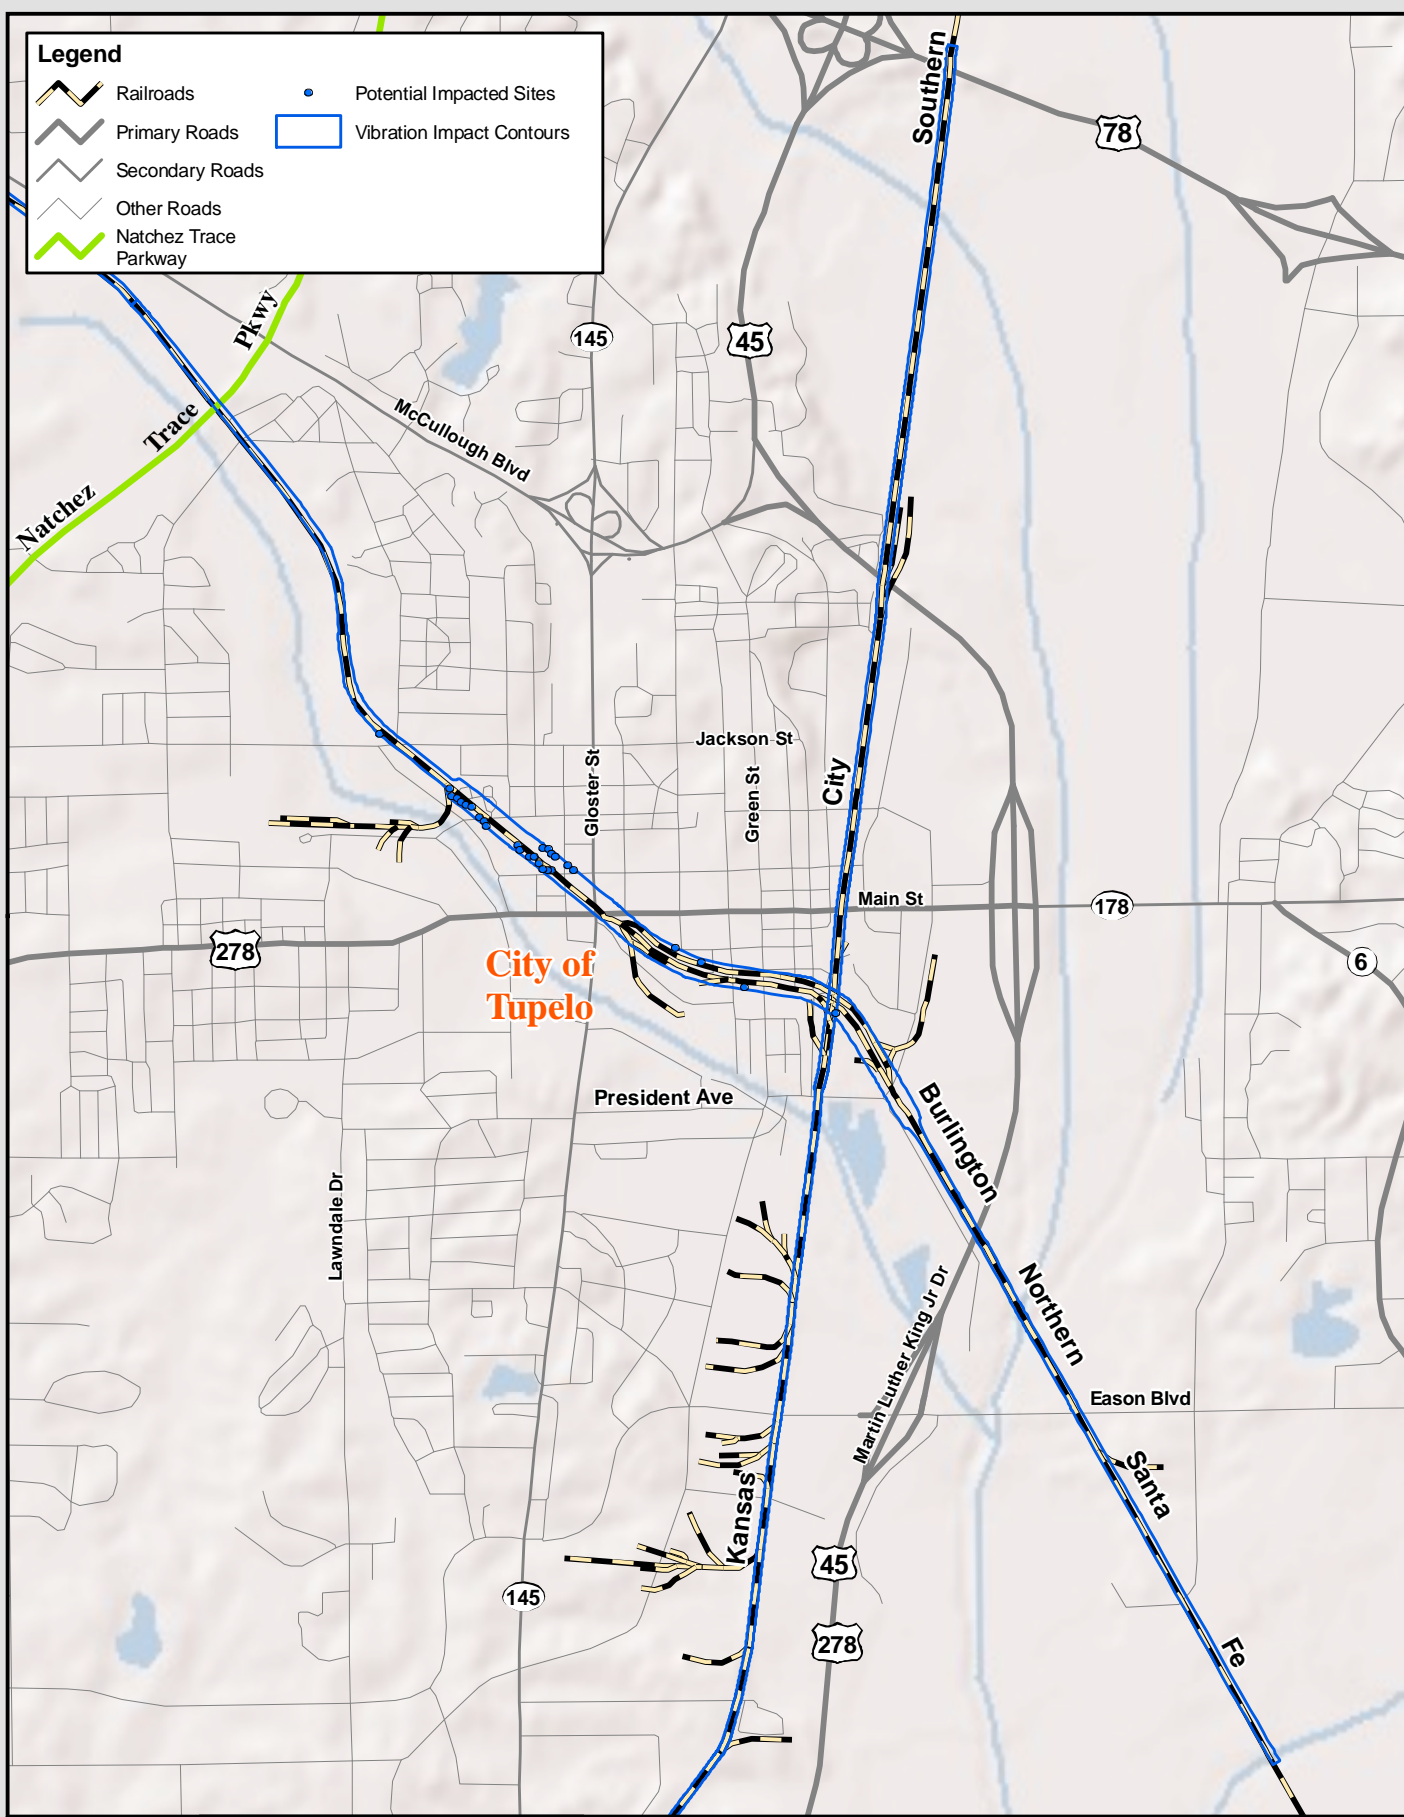 Legend
Railroads
Primary Roads
Secondary Roads
Other Roads
Natchez Trace
Parkway
Potential Impacted Sites
Vibration Impact Contours
Southern
78
Pkwy
145
45
Trace
McCullough Blvd
Natchez
Jackson St
City
Gloster St
Green St
Main St
178
278
6
City of
Tupelo
President Ave
Burlington
Lawndale Dr
Northern
Martin Luther King Jr Dr
Eason Blvd
Santa
Kansas
45
145
278
Fe